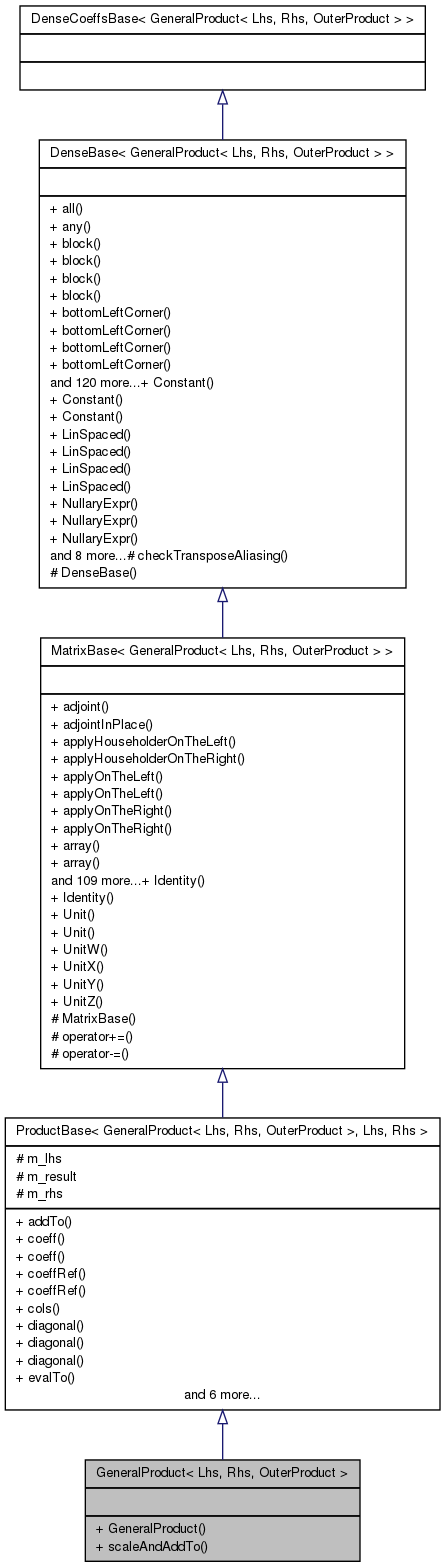 DenseCoeffsBase< GeneralProduct< Lhs, Rhs, OuterProduct > >
DenseBase< GeneralProduct< Lhs, Rhs, OuterProduct > >
+ all()
+ any()
+ block()
+ block()
+ block()
+ block()
+ bottomLeftCorner()
+ bottomLeftCorner()
+ bottomLeftCorner()
+ bottomLeftCorner()
and 120 more...+ Constant()
+ Constant()
+ Constant()
+ LinSpaced()
+ LinSpaced()
+ LinSpaced()
+ LinSpaced()
+ NullaryExpr()
+ NullaryExpr()
+ NullaryExpr()
and 8 more...# checkTransposeAliasing()
# DenseBase()
MatrixBase< GeneralProduct< Lhs, Rhs, OuterProduct > >
+ adjoint()
+ adjointInPlace()
+ applyHouseholderOnTheLeft()
+ applyHouseholderOnTheRight()
+ applyOnTheLeft()
+ applyOnTheLeft()
+ applyOnTheRight()
+ applyOnTheRight()
+ array()
+ array()
and 109 more...+ Identity()
+ Identity()
+ Unit()
+ Unit()
+ UnitW()
+ UnitX()
+ UnitY()
+ UnitZ()
# MatrixBase()
# operator+=()
# operator-=()
ProductBase< GeneralProduct< Lhs, Rhs, OuterProduct >, Lhs, Rhs >
# m_lhs
# m_result
# m_rhs
+ addTo()
+ coeff()
+ coeff()
+ coeffRef()
+ coeffRef()
+ cols()
+ diagonal()
+ diagonal()
+ diagonal()
+ evalTo()
and 6 more...
GeneralProduct< Lhs, Rhs, OuterProduct >
+ GeneralProduct()
+ scaleAndAddTo()